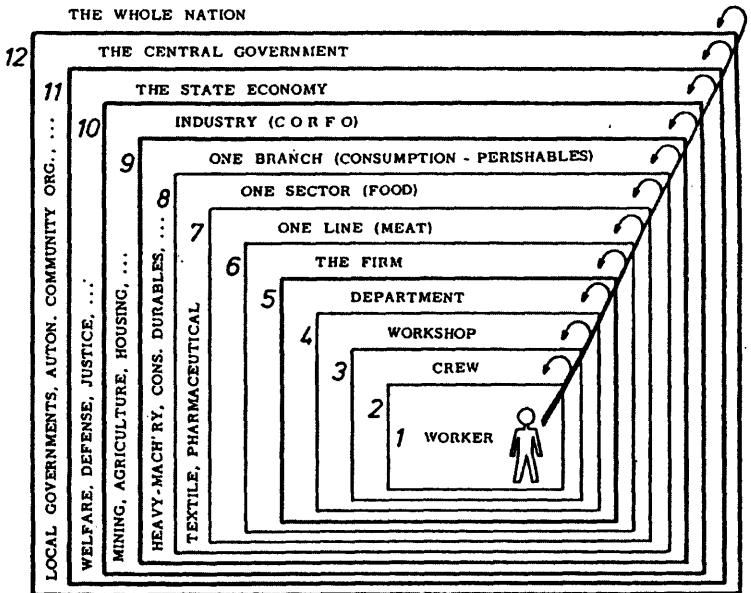 THE WHOLE NATION
12
THE CENTRAL GOVERNMENT
11
THE STATE ECONOMY
10
INDUSTRY (C O R F O)
9
ONE BRANCH (CONSUMPTION - PERISHABLES)
8
ONE SECTOR (FOOD)
7
ONE LINE (MEAT)
6
THE FIRM
5
DEPARTMENT
4
WORKSHOP
3
CREW
2
1 WORKER
LOCAL GOVERNMENTS, AUTON. COMMUNITY ORG., ...
WELFARE, DEFENSE, JUSTICE, ...
MINING, AGRICULTURE, HOUSING, ...
HEAVY-MACH'RY, CONS. DURABLES, ...
TEXTILE, PHARMACEUTICAL